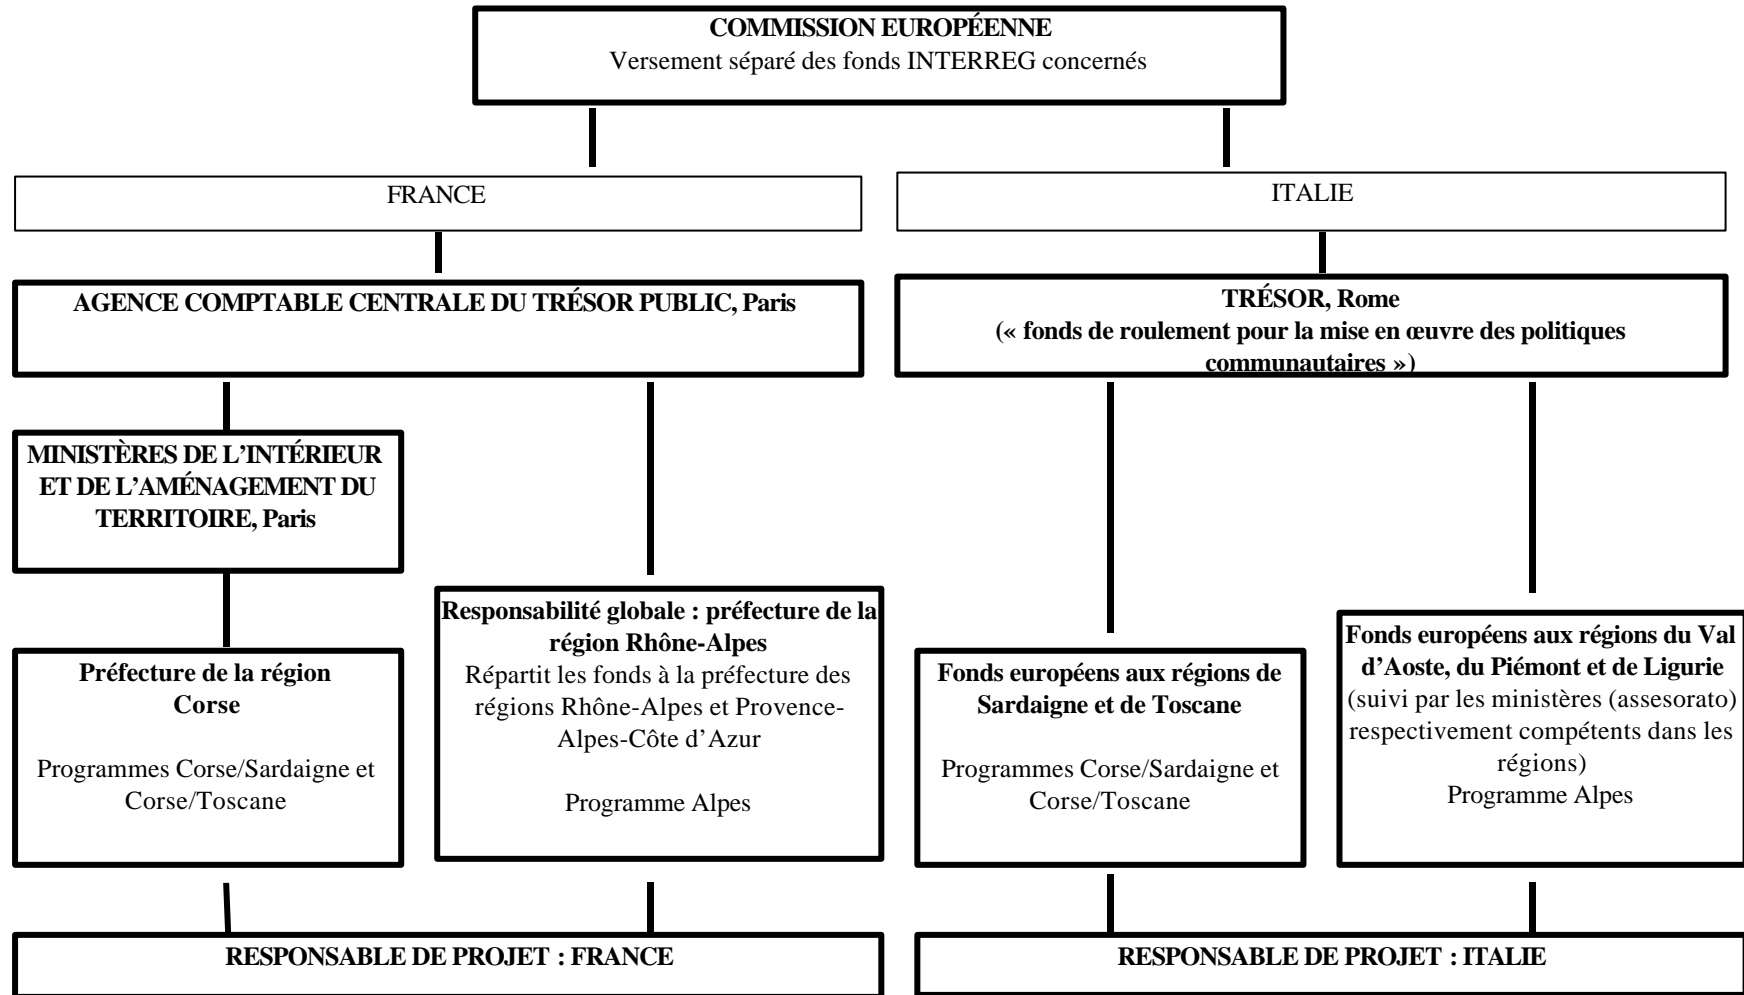 COMMISSION EUROPÉENNE
Versement séparé des fonds INTERREG concernés
FRANCE
ITALIE
AGENCE COMPTABLE CENTRALE DU TRÉSOR PUBLIC, Paris
TRÉSOR, Rome
(« fonds de roulement pour la mise en œuvre des politiques
communautaires »)
MINISTÈRES DE L’INTÉRIEUR
ET DE L’AMÉNAGEMENT DU
TERRITOIRE, Paris
Préfecture de la région
Corse
Programmes Corse/Sardaigne et
Corse/Toscane
Responsabilité globale : préfecture de la
région Rhône-Alpes
Répartit les fonds à la préfecture des
régions Rhône-Alpes et Provence-
Alpes-Côte d’Azur
Programme Alpes
Fonds européens aux régions de
Sardaigne et de Toscane
Programmes Corse/Sardaigne et
Corse/Toscane
Fonds européens aux régions du Val
d’Aoste, du Piémont et de Ligurie
(suivi par les ministères (assesorato)
respectivement compétents dans les
régions)
Programme Alpes
RESPONSABLE DE PROJET : FRANCE
RESPONSABLE DE PROJET : ITALIE